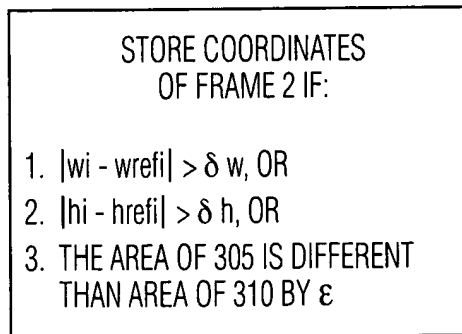 STORE COORDINATES
OF FRAME 2 IF:
1. |wi - wrefi| > δ w, OR
2. |hi - hrefi| > δ h, OR
3. THE AREA OF 305 IS DIFFERENT
THAN AREA OF 310 BY ε